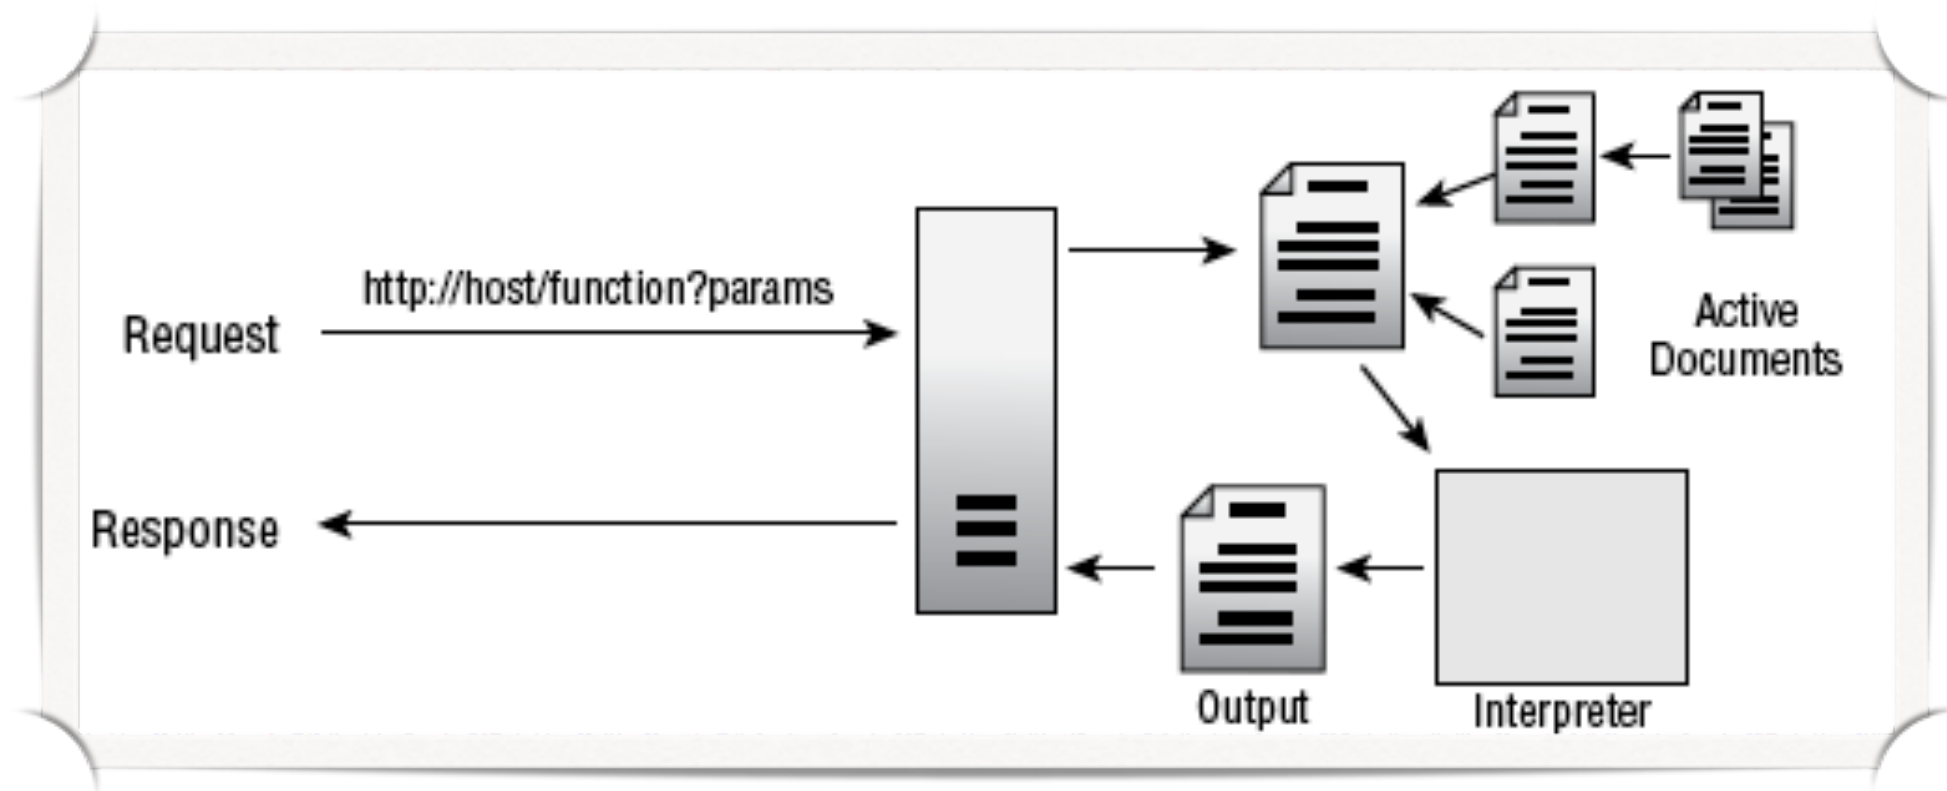 http://host/function?params
Request
Active
Documents
Response
Output
Interpreter